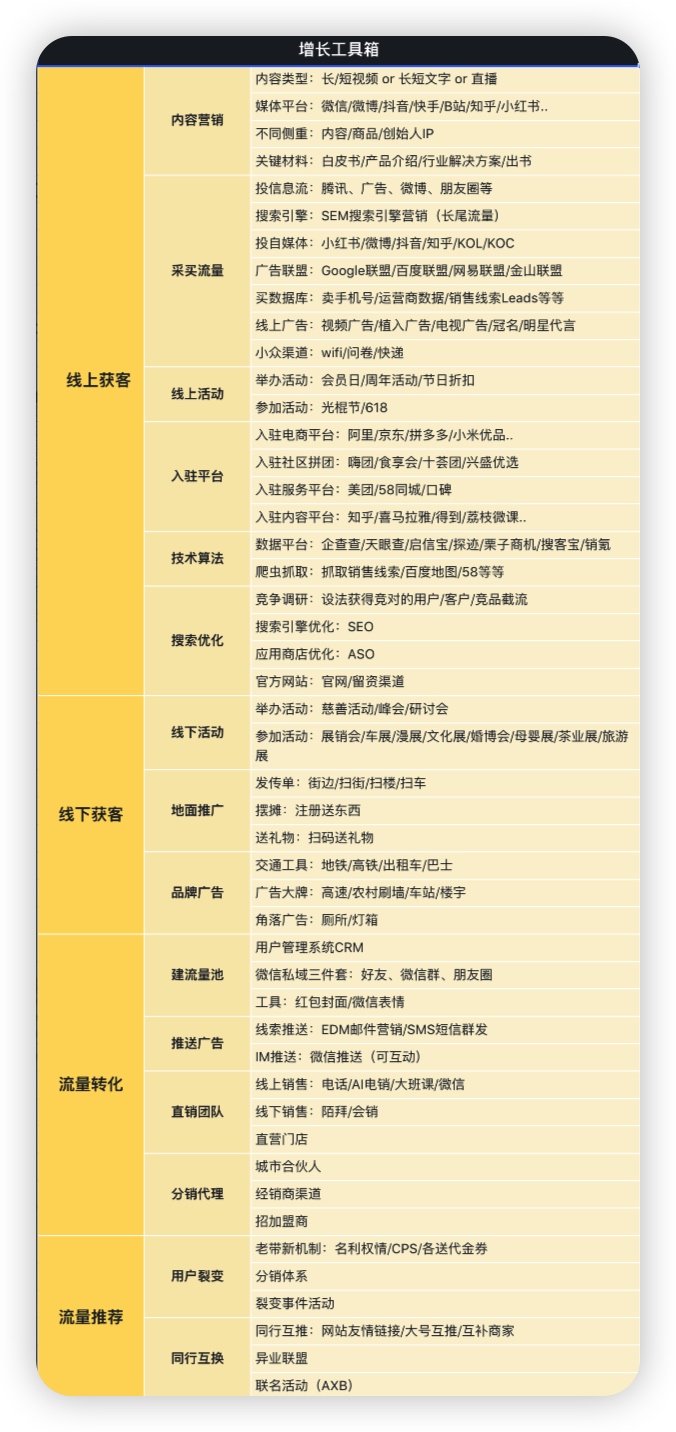 增长工具箱
线上获客
内容营销
内容类型：长/短视频 or 长短文字 or 直播
媒体平台：微信/微博/抖音/快手/B站/知乎/小红书..
不同侧重：内容/商品/创始人IP
关键材料：白皮书/产品介绍/行业解决方案/出书
采买流量
投信息流：腾讯、广告、微博、朋友圈等
搜索引擎：SEM搜索引擎营销（长尾流量）
投自媒体：小红书/微博/抖音/知乎/KOL/KOC
广告联盟：Google联盟/百度联盟/网易联盟/金山联盟
买数据库：卖手机号/运营商数据/销售线索Leads等等
线上广告：视频广告/植入广告/电视广告/冠名/明星代言
小众渠道：wifi/问卷/快递
线上活动
举办活动：会员日/周年活动/节日折扣
参加活动：光棍节/618
入驻平台
入驻电商平台：阿里/京东/拼多多/小米优品..
入驻社区拼团：嗨团/食享会/十荟团/兴盛优选
入驻服务平台：美团/58同城/口碑
入驻内容平台：知乎/喜马拉雅/得到/荔枝微课..
技术算法
数据平台：企查查/天眼查/启信宝/探迹/栗子商机/搜客宝/销氪
爬虫抓取：抓取销售线索/百度地图/58等等
搜索优化
竞争调研：设法获得竞对的用户/客户/竞品截流
搜索引擎优化：SEO
应用商店优化：ASO
官方网站：官网/留资渠道
线下获客
线下活动
举办活动：慈善活动/峰会/研讨会
参加活动：展销会/车展/漫展/文化展/婚博会/母婴展/茶业展/旅游
展
地面推广
发传单：街边/扫街/扫楼/扫车
摆摊：注册送东西
送礼物：扫码送礼物
品牌广告
交通工具：地铁/高铁/出租车/巴士
广告大牌：高速/农村刷墙/车站/楼宇
角落广告：厕所/灯箱
流量转化
建流量池
用户管理系统CRM
微信私域三件套：好友、微信群、朋友圈
工具：红包封面/微信表情
推送广告
线索推送：EDM邮件营销/SMS短信群发
IM推送：微信推送（可互动）
直销团队
线上销售：电话/AI电销/大班课/微信
线下销售：陌拜/会销
直营门店
分销代理
城市合伙人
经销商渠道
招加盟商
流量推荐
用户裂变
老带新机制：名利权情/CPS/各送代金券
分销体系
裂变事件活动
同行互换
同行互推：网站友情链接/大号互推/互补商家
异业联盟
联名活动（AXB）